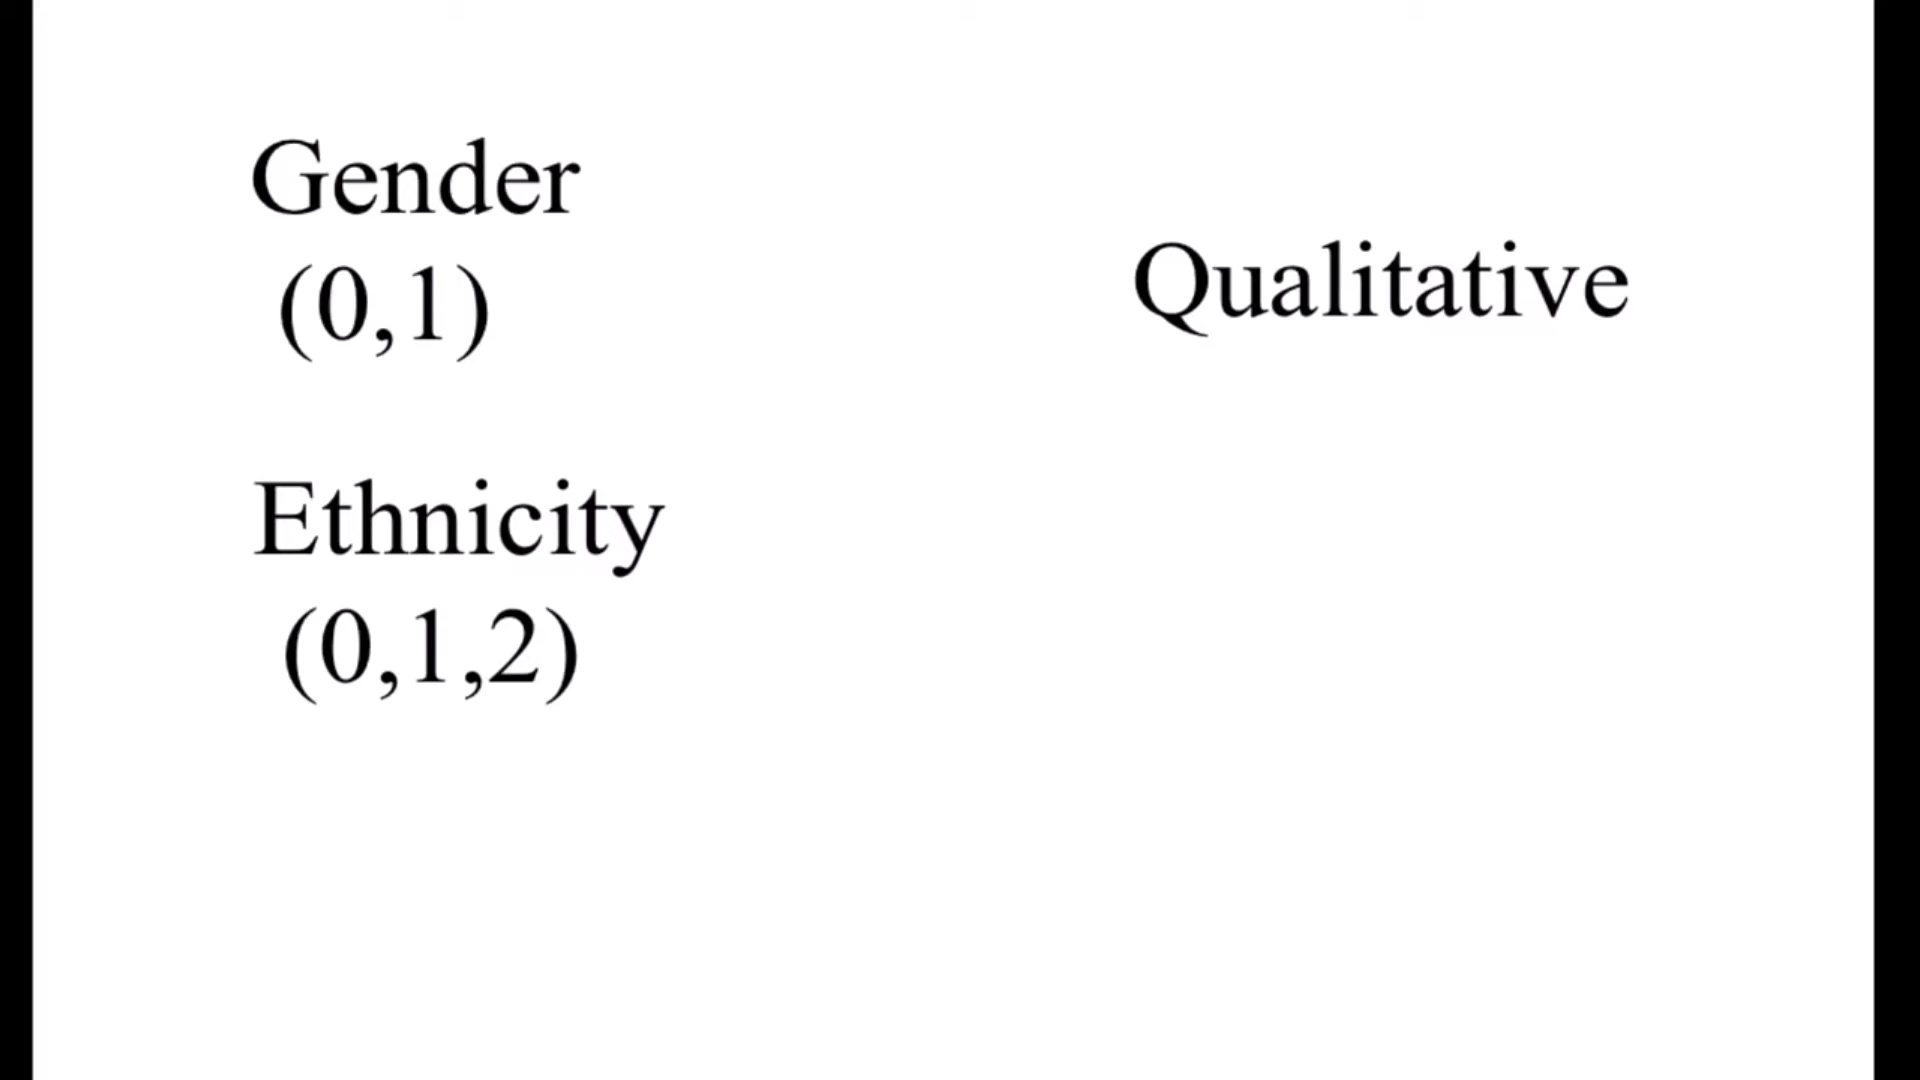 Gender
(0,1)
Qualitative
Ethnicity
(0,1,2)